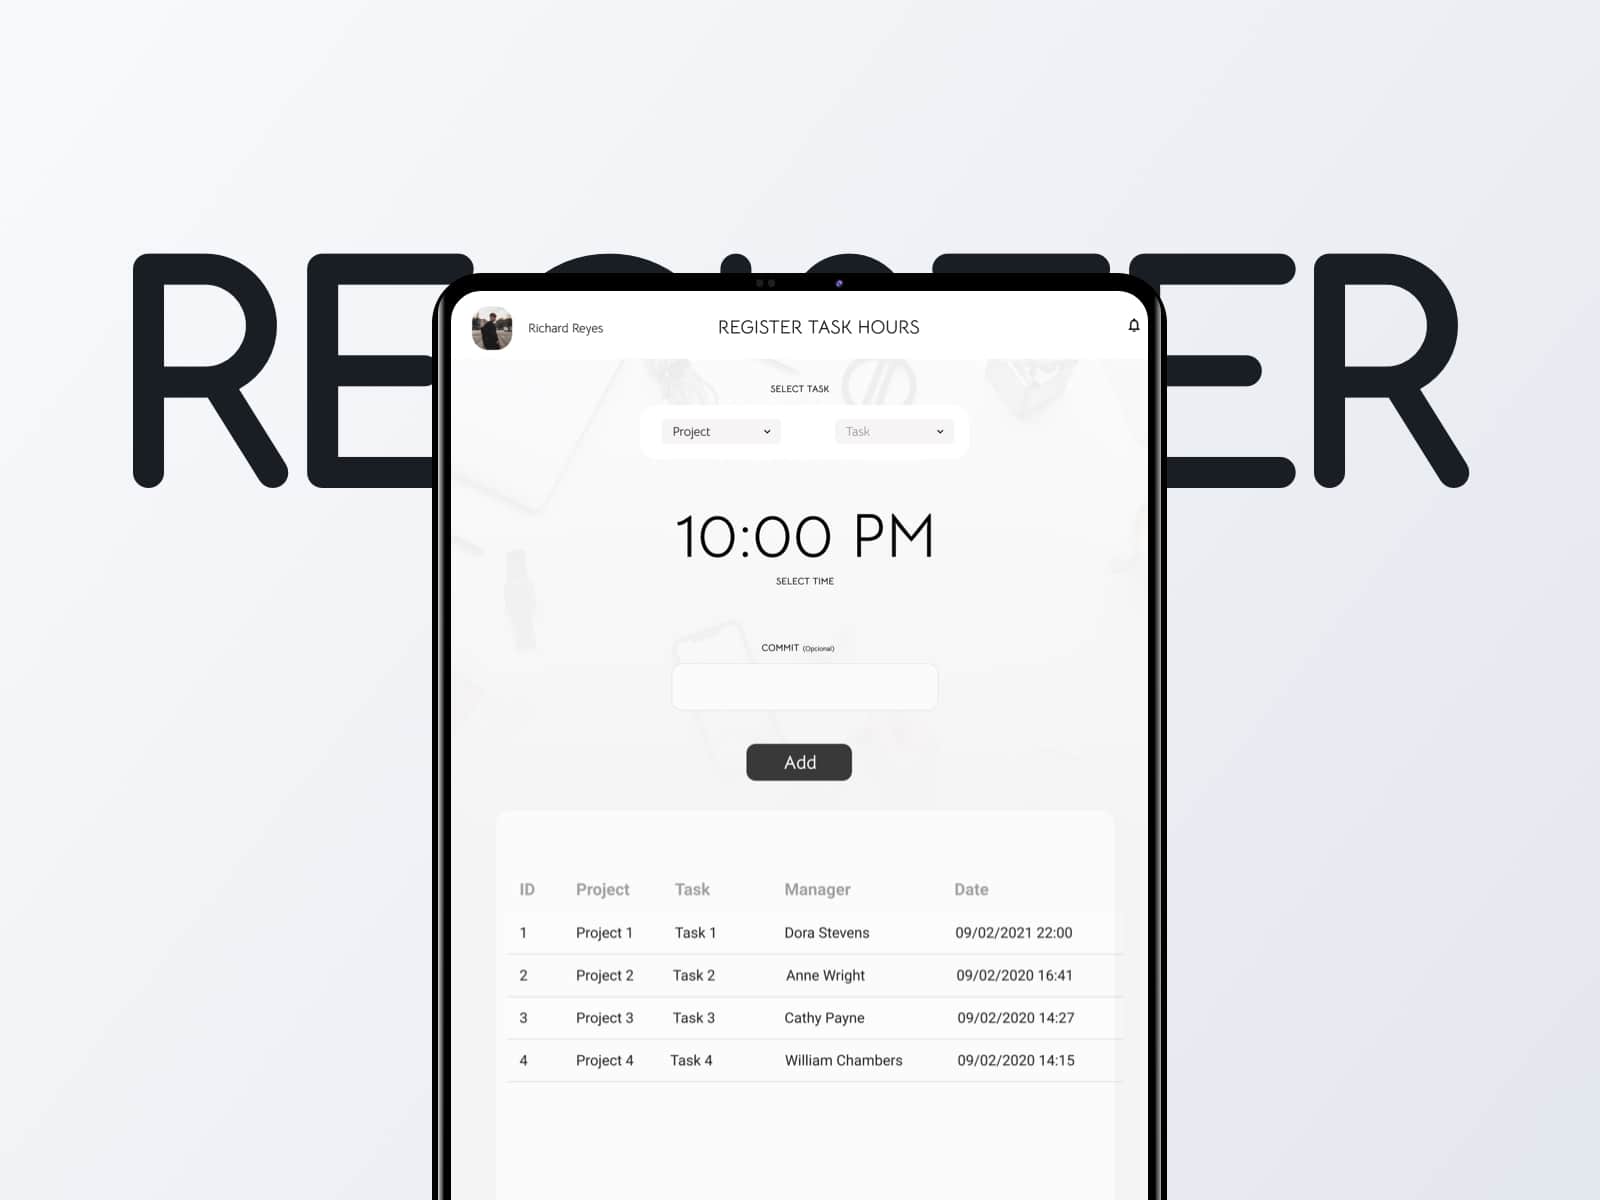 REGISTER
Richard Reyes
REGISTER TASK HOURS
SELECT TASK
Project
Task
10:00 PM
SELECT TIME
COMMIT (Opcional)
Add
ID Project Task Manager Date
1 Project 1 Task 1 Dora Stevens 09/02/2021 22:00
2 Project 2 Task 2 Anne Wright 09/02/2020 16:41
3 Project 3 Task 3 Cathy Payne 09/02/2020 14:27
4 Project 4 Task 4 William Chambers 09/02/2020 14:15